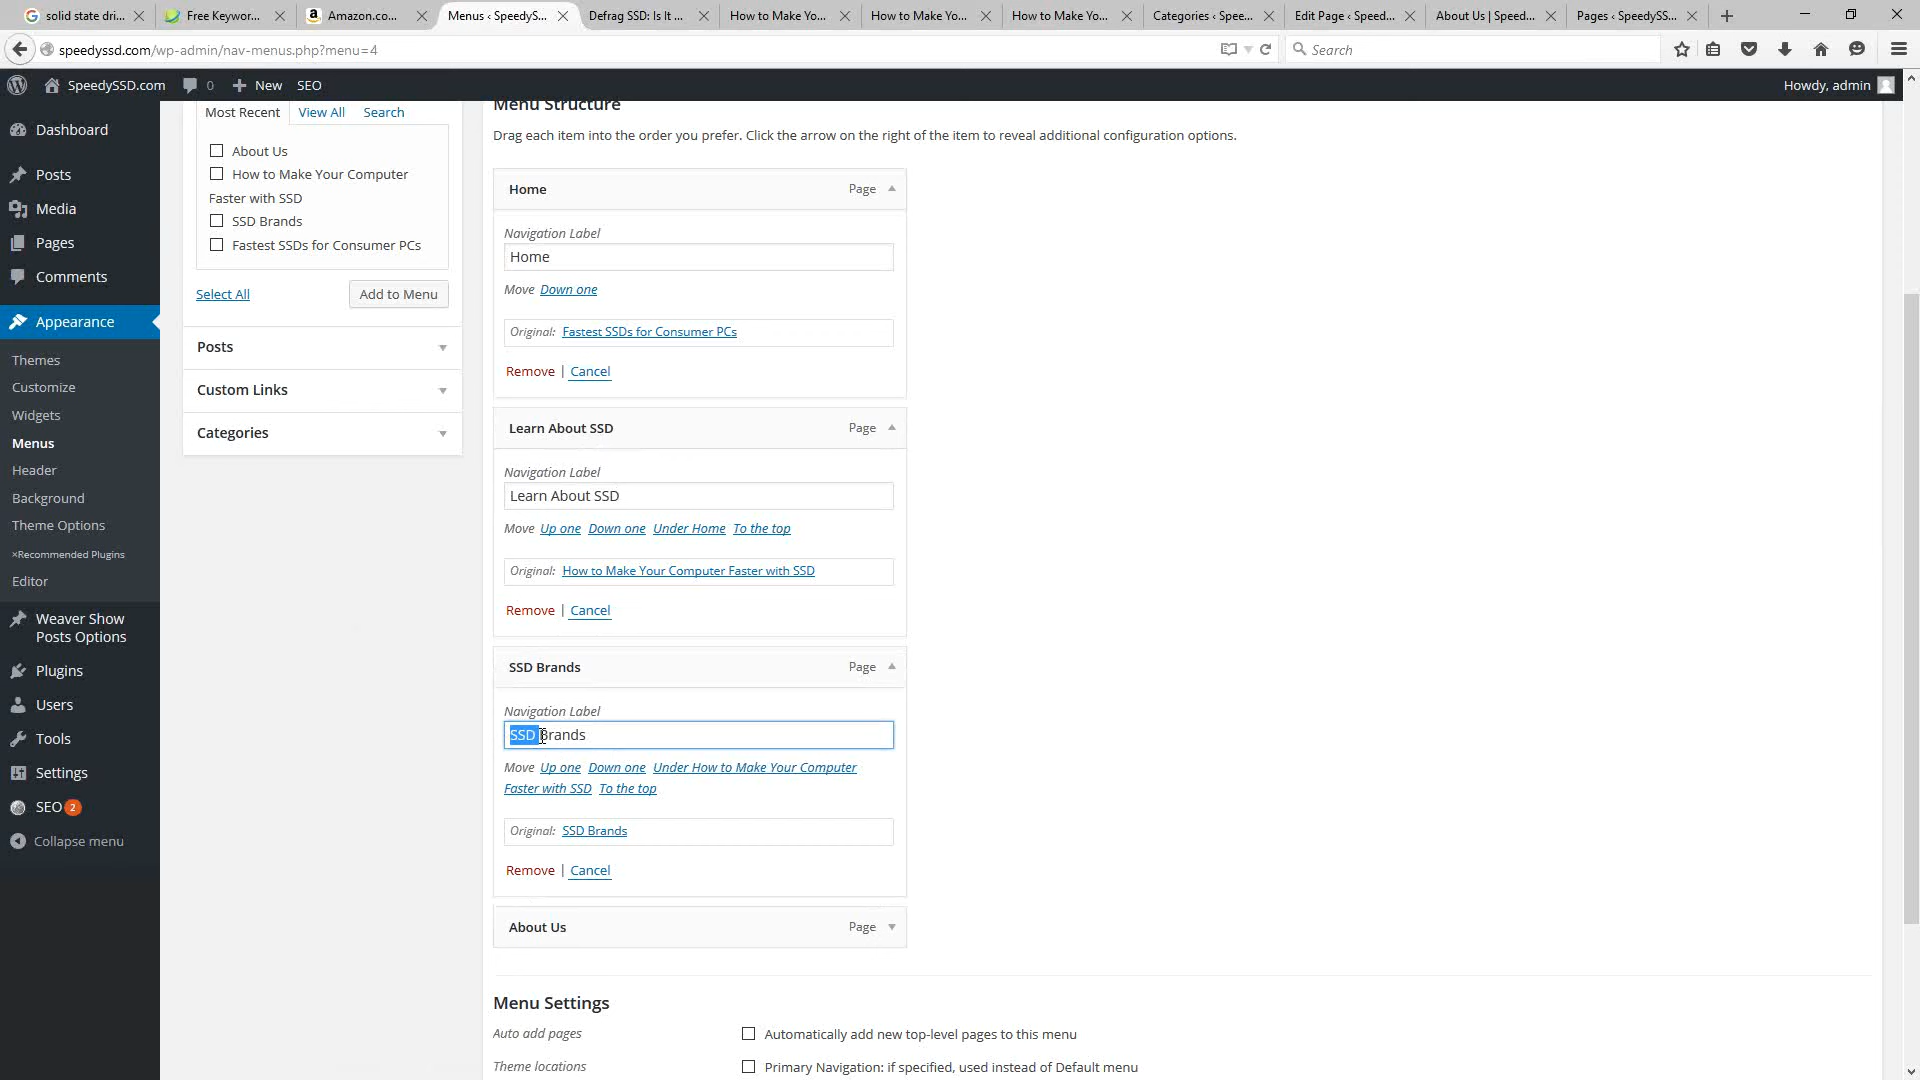 solid state dri...
Free Keywor...
Amazon.co...
Menus ‹ SpeedyS...
Defrag SSD: Is It ...
How to Make Yo...
How to Make Yo...
How to Make Yo...
Categories ‹ Spee...
Edit Page ‹ Speed...
About Us | Speed...
Pages ‹ SpeedySS...
speedyssd.com/wp-admin/nav-menus.php?menu=4
Search
SpeedySSD.com
0
New
SEO
Howdy, admin
Dashboard
Posts
Media
Pages
Comments
Appearance
Themes
Customize
Widgets
Menus
Header
Background
Theme Options
×Recommended Plugins
Editor
Weaver Show
Posts Options
Plugins
Users
Tools
Settings
SEO 2
Collapse menu
Most Recent
View All
Search
About Us
How to Make Your Computer
Faster with SSD
SSD Brands
Fastest SSDs for Consumer PCs
Select All
Add to Menu
Posts
Custom Links
Categories
Menu Structure
Drag each item into the order you prefer. Click the arrow on the right of the item to reveal additional configuration options.
Home Page
Navigation Label
Home
Move Down one
Original: Fastest SSDs for Consumer PCs
Remove | Cancel
Learn About SSD Page
Navigation Label
Learn About SSD
Move Up one Down one Under Home To the top
Original: How to Make Your Computer Faster with SSD
Remove | Cancel
SSD Brands Page
Navigation Label
SSD Brands
Move Up one Down one Under How to Make Your Computer
Faster with SSD To the top
Original: SSD Brands
Remove | Cancel
About Us Page
Menu Settings
Auto add pages
Automatically add new top-level pages to this menu
Theme locations
Primary Navigation: if specified, used instead of Default menu